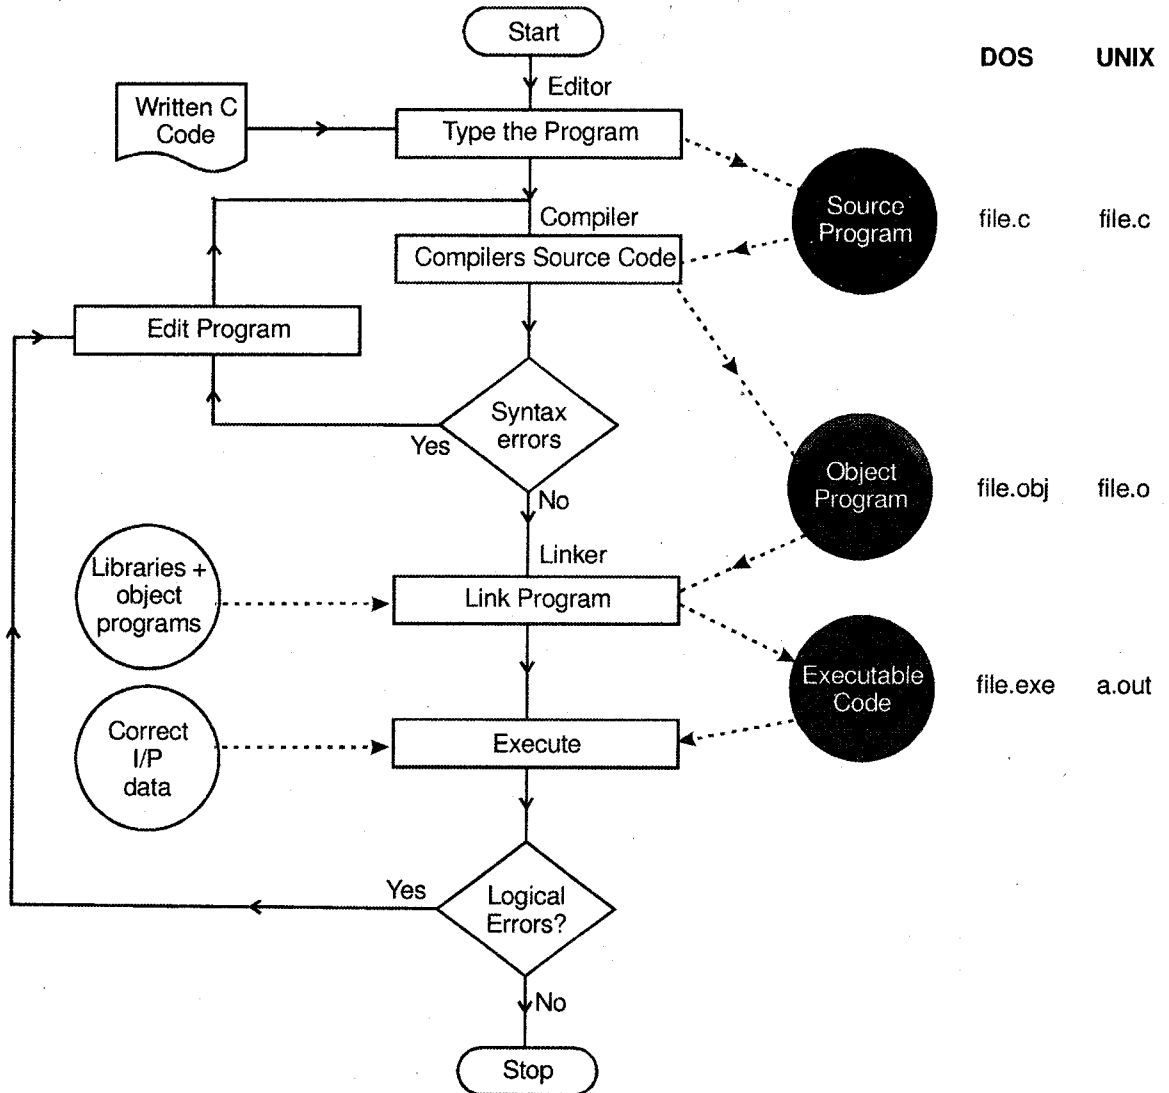 Start
DOS UNIX
Editor
Written C
Code
Type the Program
Source
Program
file.c file.c
Compiler
Compilers Source Code
Edit Program
Syntax
errors
Yes
No
Object
Program
file.obj file.o
Linker
Libraries +
object
programs
Link Program
Executable
Code
file.exe a.out
Correct
I/P
data
Execute
Yes
Logical
Errors?
No
Stop